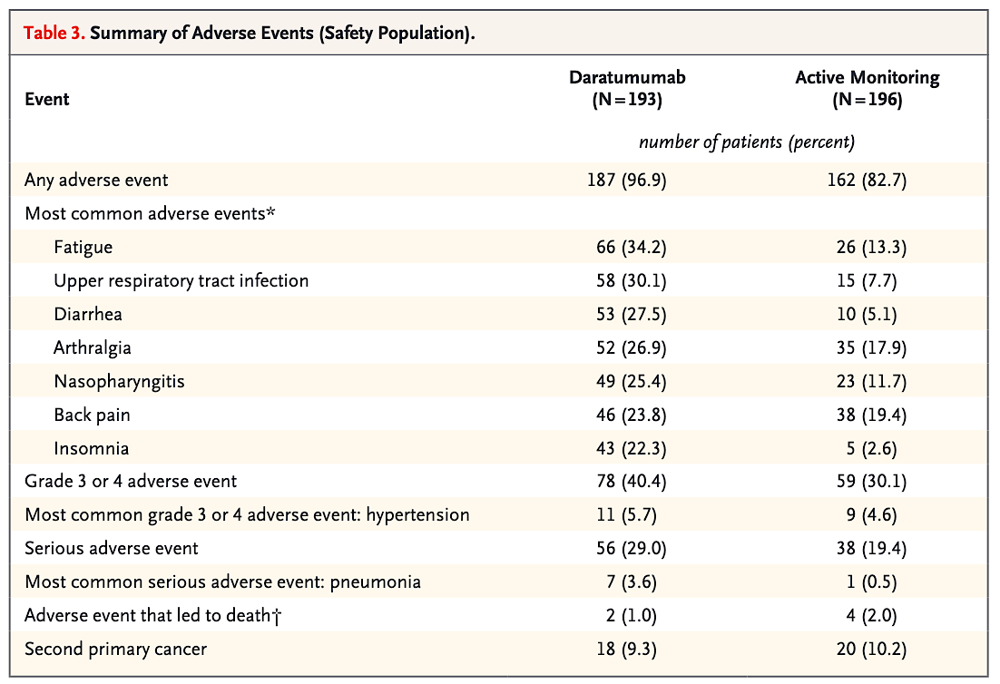 Table 3. Summary of Adverse Events (Safety Population).
Event Daratumumab (N=193) Active Monitoring (N=196)
number of patients (percent)
Any adverse event 187 (96.9) 162 (82.7)
Most common adverse events*
Fatigue 66 (34.2) 26 (13.3)
Upper respiratory tract infection 58 (30.1) 15 (7.7)
Diarrhea 53 (27.5) 10 (5.1)
Arthralgia 52 (26.9) 35 (17.9)
Nasopharyngitis 49 (25.4) 23 (11.7)
Back pain 46 (23.8) 38 (19.4)
Insomnia 43 (22.3) 5 (2.6)
Grade 3 or 4 adverse event 78 (40.4) 59 (30.1)
Most common grade 3 or 4 adverse event: hypertension 11 (5.7) 9 (4.6)
Serious adverse event 56 (29.0) 38 (19.4)
Most common serious adverse event: pneumonia 7 (3.6) 1 (0.5)
Adverse event that led to death† 2 (1.0) 4 (2.0)
Second primary cancer 18 (9.3) 20 (10.2)